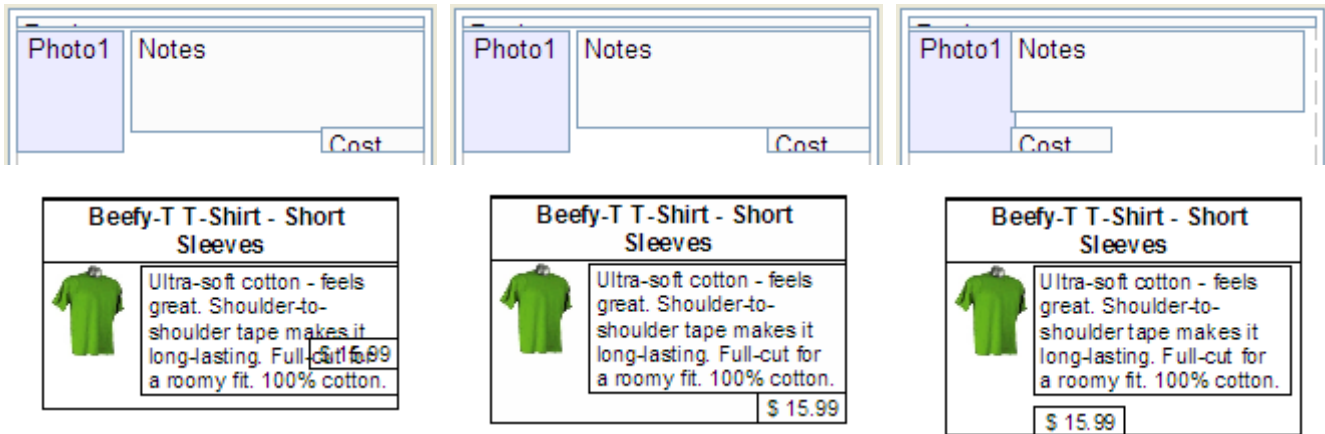 Photo1 Notes
Cost
Photo1 Notes
Cost
Photo1 Notes
Cost
Beefy-T T-Shirt - Short
Sleeves
Ultra-soft cotton - feels
great. Shoulder-to-
shoulder tape makes it
long-lasting. Full-cut for
$ 15.99
a roomy fit. 100% cotton.
Beefy-T T-Shirt - Short
Sleeves
Ultra-soft cotton - feels
great. Shoulder-to-
shoulder tape makes it
long-lasting. Full-cut for
a roomy fit. 100% cotton.
$ 15.99
Beefy-T T-Shirt - Short
Sleeves
Ultra-soft cotton - feels
great. Shoulder-to-
shoulder tape makes it
long-lasting. Full-cut for
a roomy fit. 100% cotton.
$ 15.99